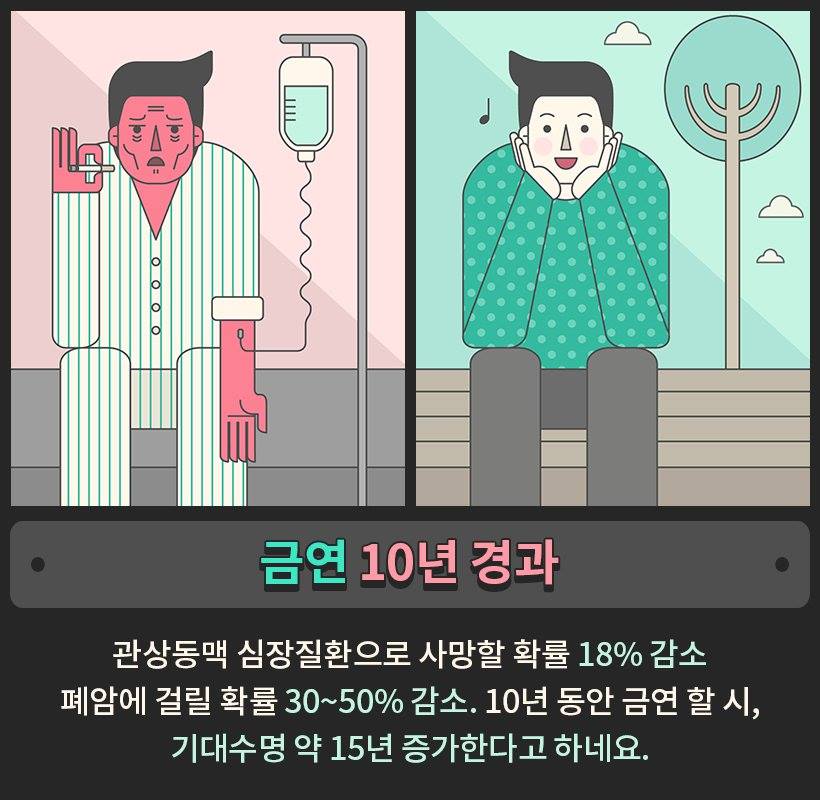 금연 10년 경과
관상동맥 심장질환으로 사망할 확률 18% 감소
폐암에 걸릴 확률 30~50% 감소. 10년 동안 금연 할 시,
기대수명 약 15년 증가한다고 하네요.